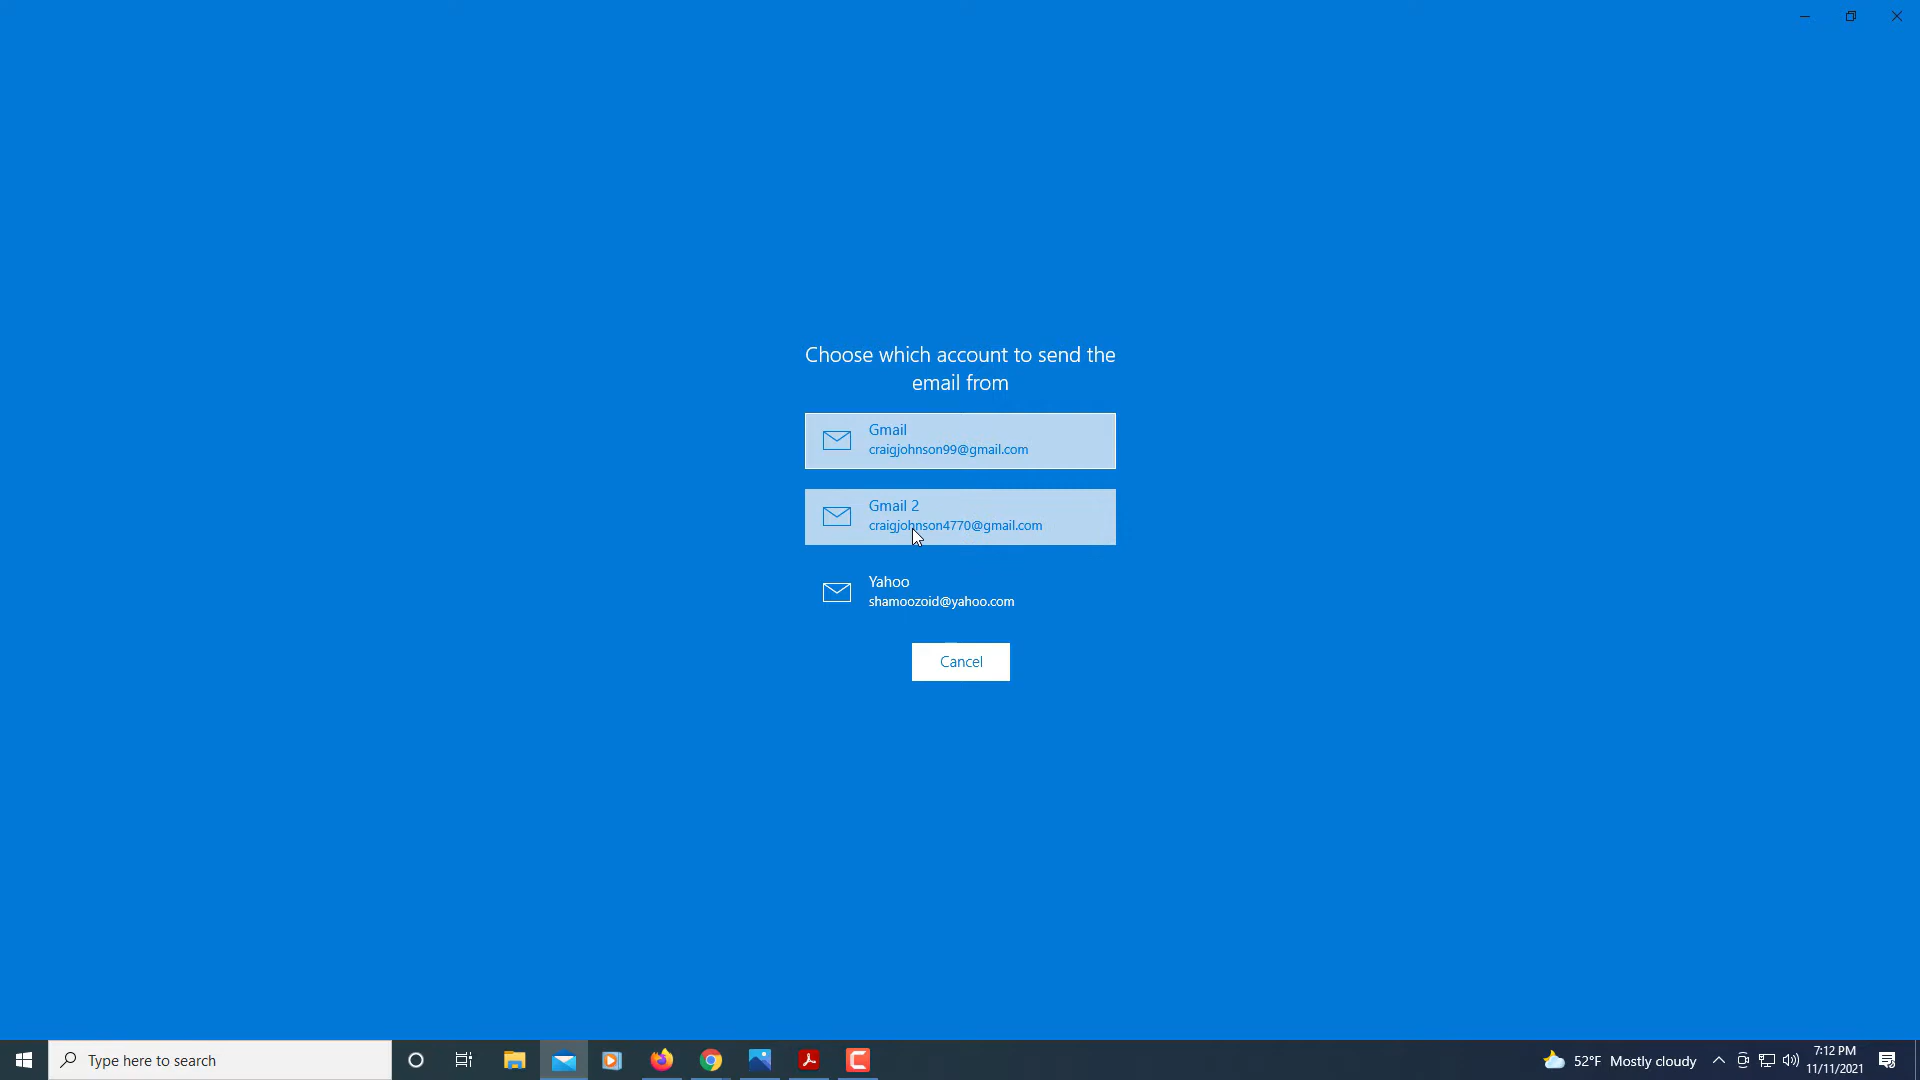 Choose which account to send the
email from
Gmail
craigjohnson99@gmail.com
Gmail 2
craigjohnson4770@gmail.com
Yahoo
shamoozoid@yahoo.com
Cancel
Type here to search
52°F Mostly cloudy
7:12 PM
11/11/2021